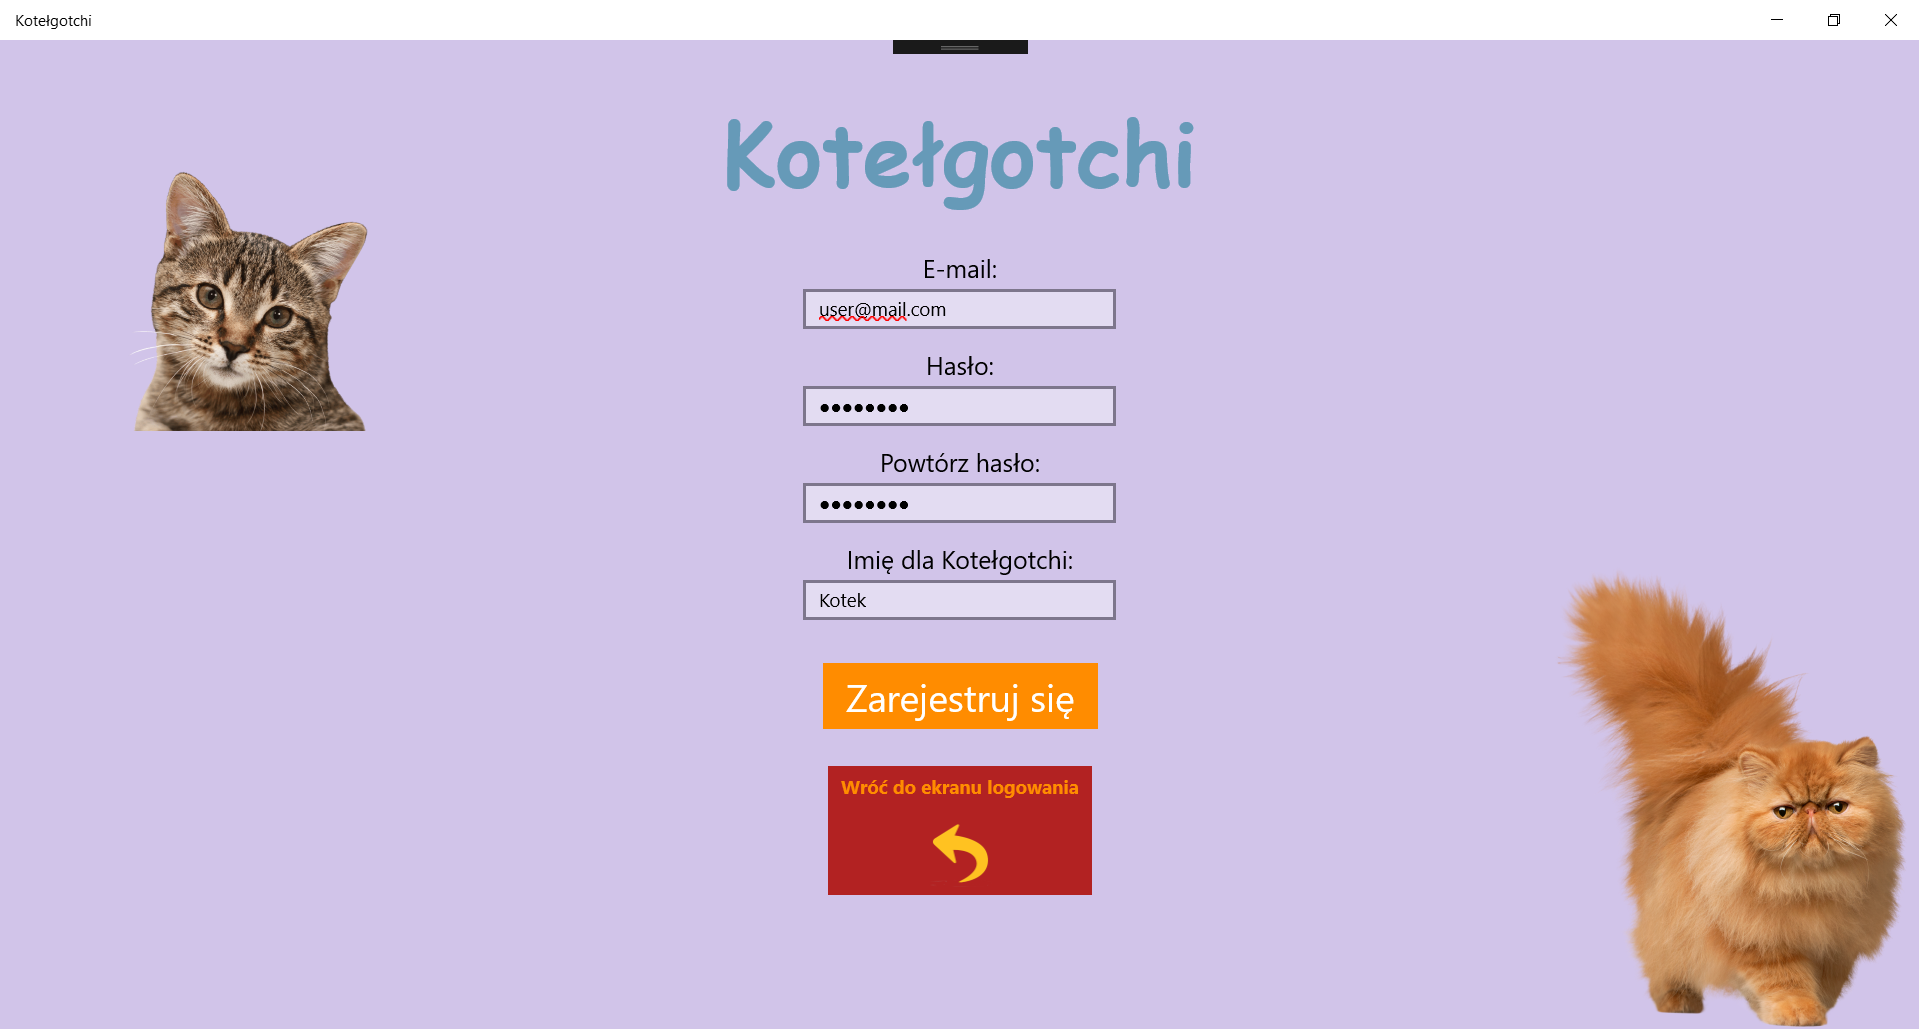 Kotełgotchi
Kotełgotchi
E-mail:
user@mail.com
Hasło:
●●●●●●●●
Powtórz hasło:
●●●●●●●●
Imię dla Kotełgotchi:
Kotek
Zarejestruj się
Wróć do ekranu logowania